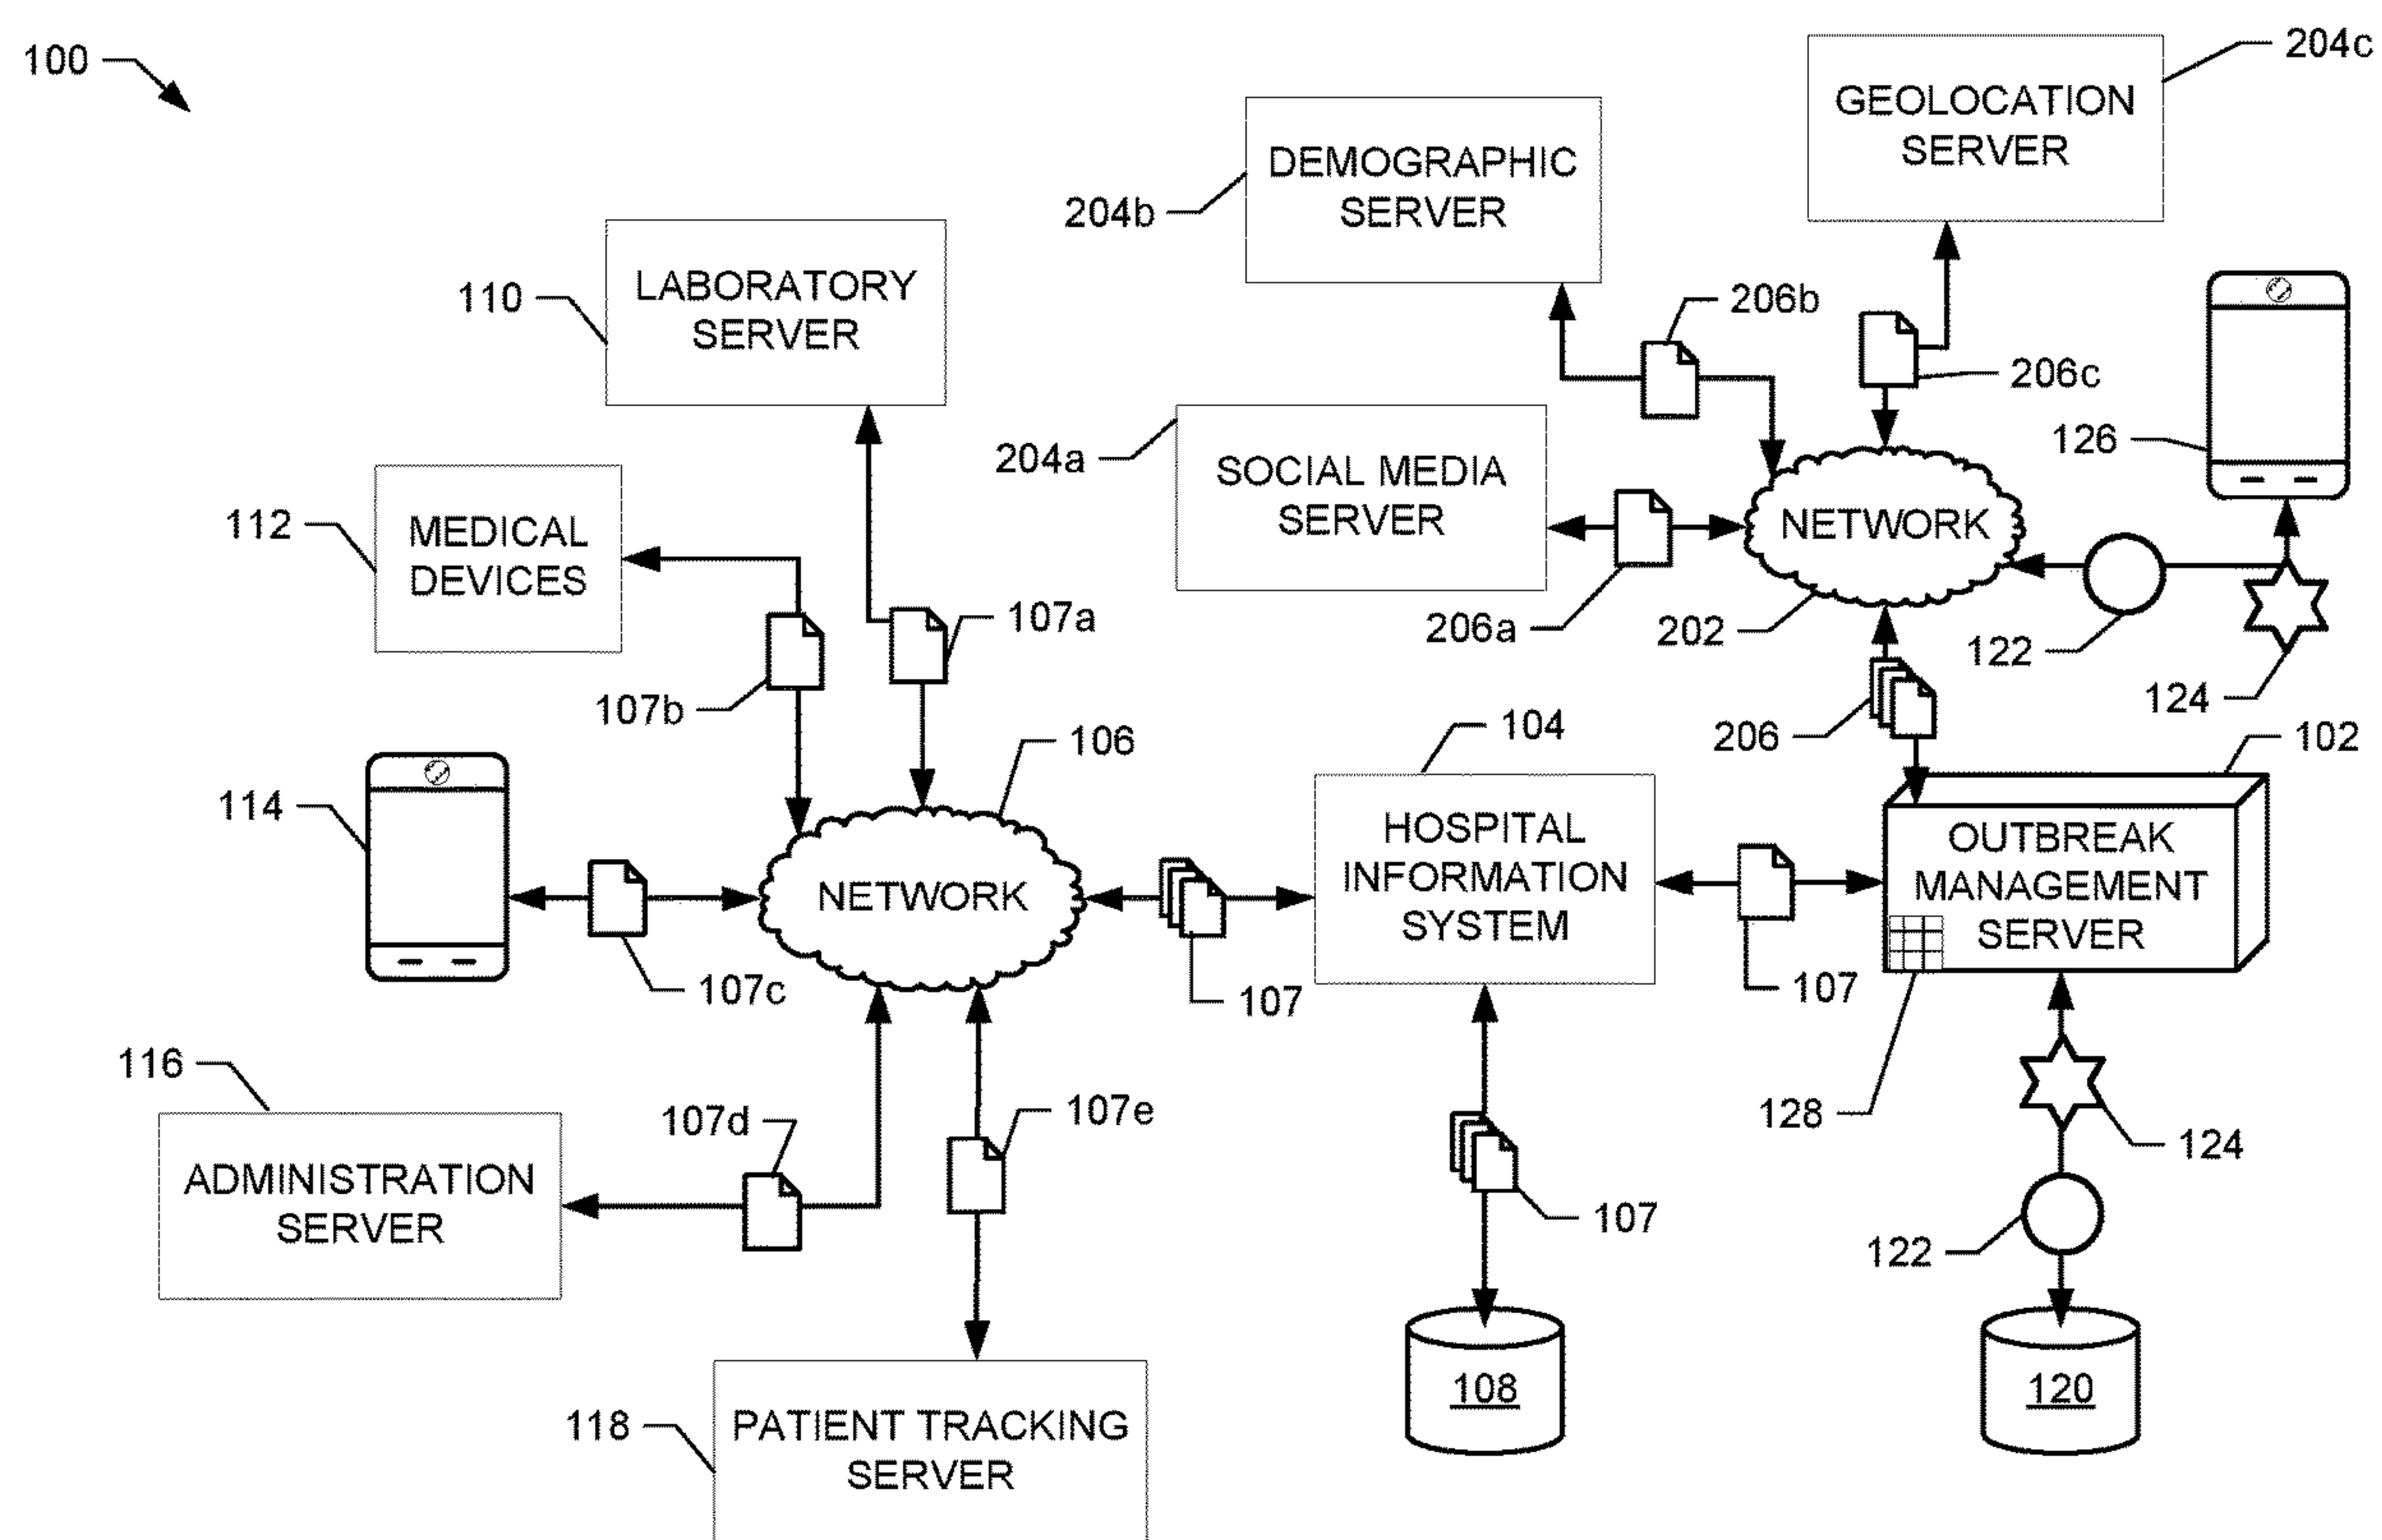 100
204c
GEOLOCATION
SERVER
DEMOGRAPHIC
SERVER
204b
LABORATORY
SERVER
110
206b
206c
126
204a
SOCIAL MEDIA
SERVER
NETWORK
112
MEDICAL
DEVICES
107a
206a
202
122
124
107b
206
104
102
106
114
HOSPITAL
INFORMATION
SYSTEM
OUTBREAK
MANAGEMENT
SERVER
NETWORK
107c
107
107
116
107d
107e
128
124
ADMINISTRATION
SERVER
107
122
118
PATIENT TRACKING
SERVER
108
120